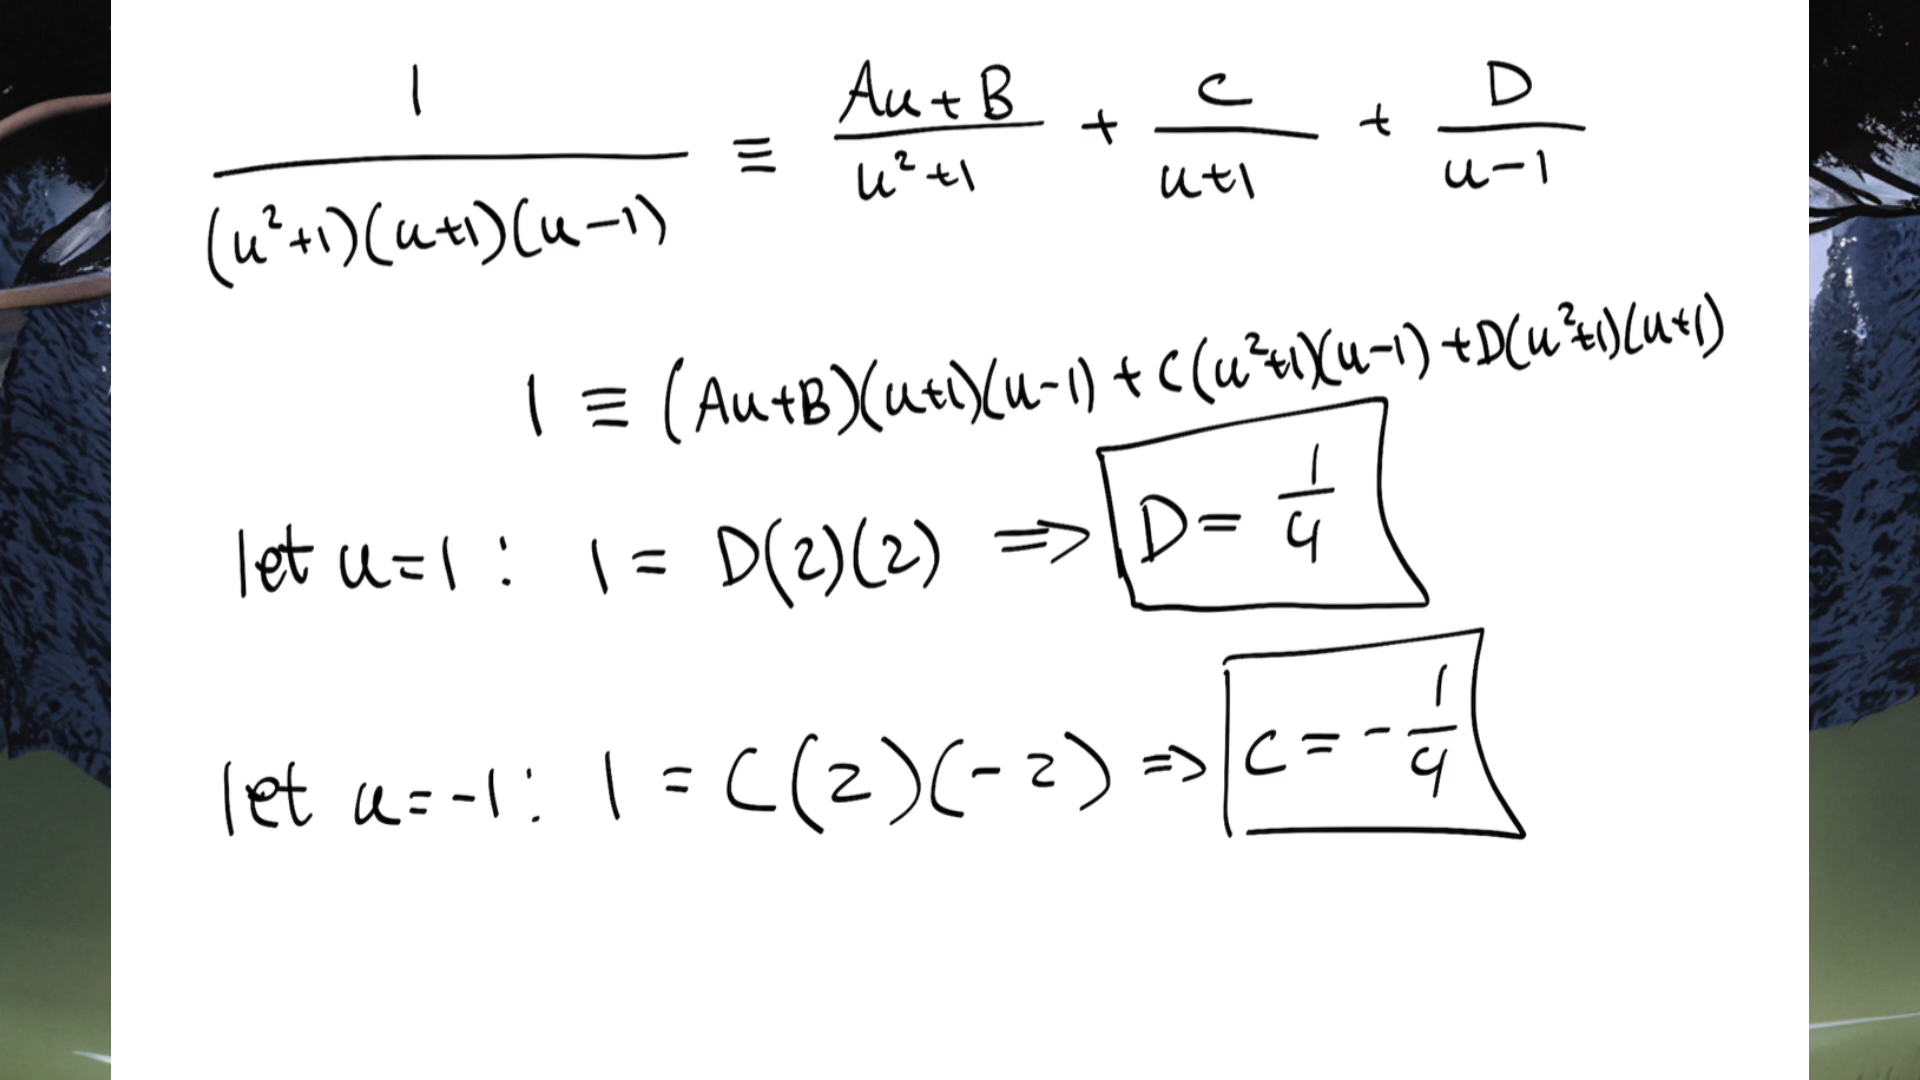 1/((u²+1)(u+1)(u-1)) ≡ (Au+B)/(u²+1) + C/(u+1) + D/(u-1)
1 ≡ (Au+B)(u+1)(u-1) + C(u²+1)(u-1) + D(u²+1)(u+1)
let u=1 : 1 = D(2)(2) ⇒ D = 1/4
let u=-1 : 1 = C(2)(-2) ⇒ C = -1/4